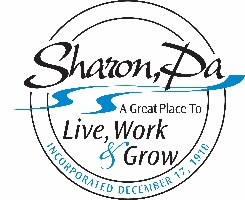 Sharon, Pa
A Great Place To
Live, Work
& Grow
INCORPORATED DECEMBER 17, 1918